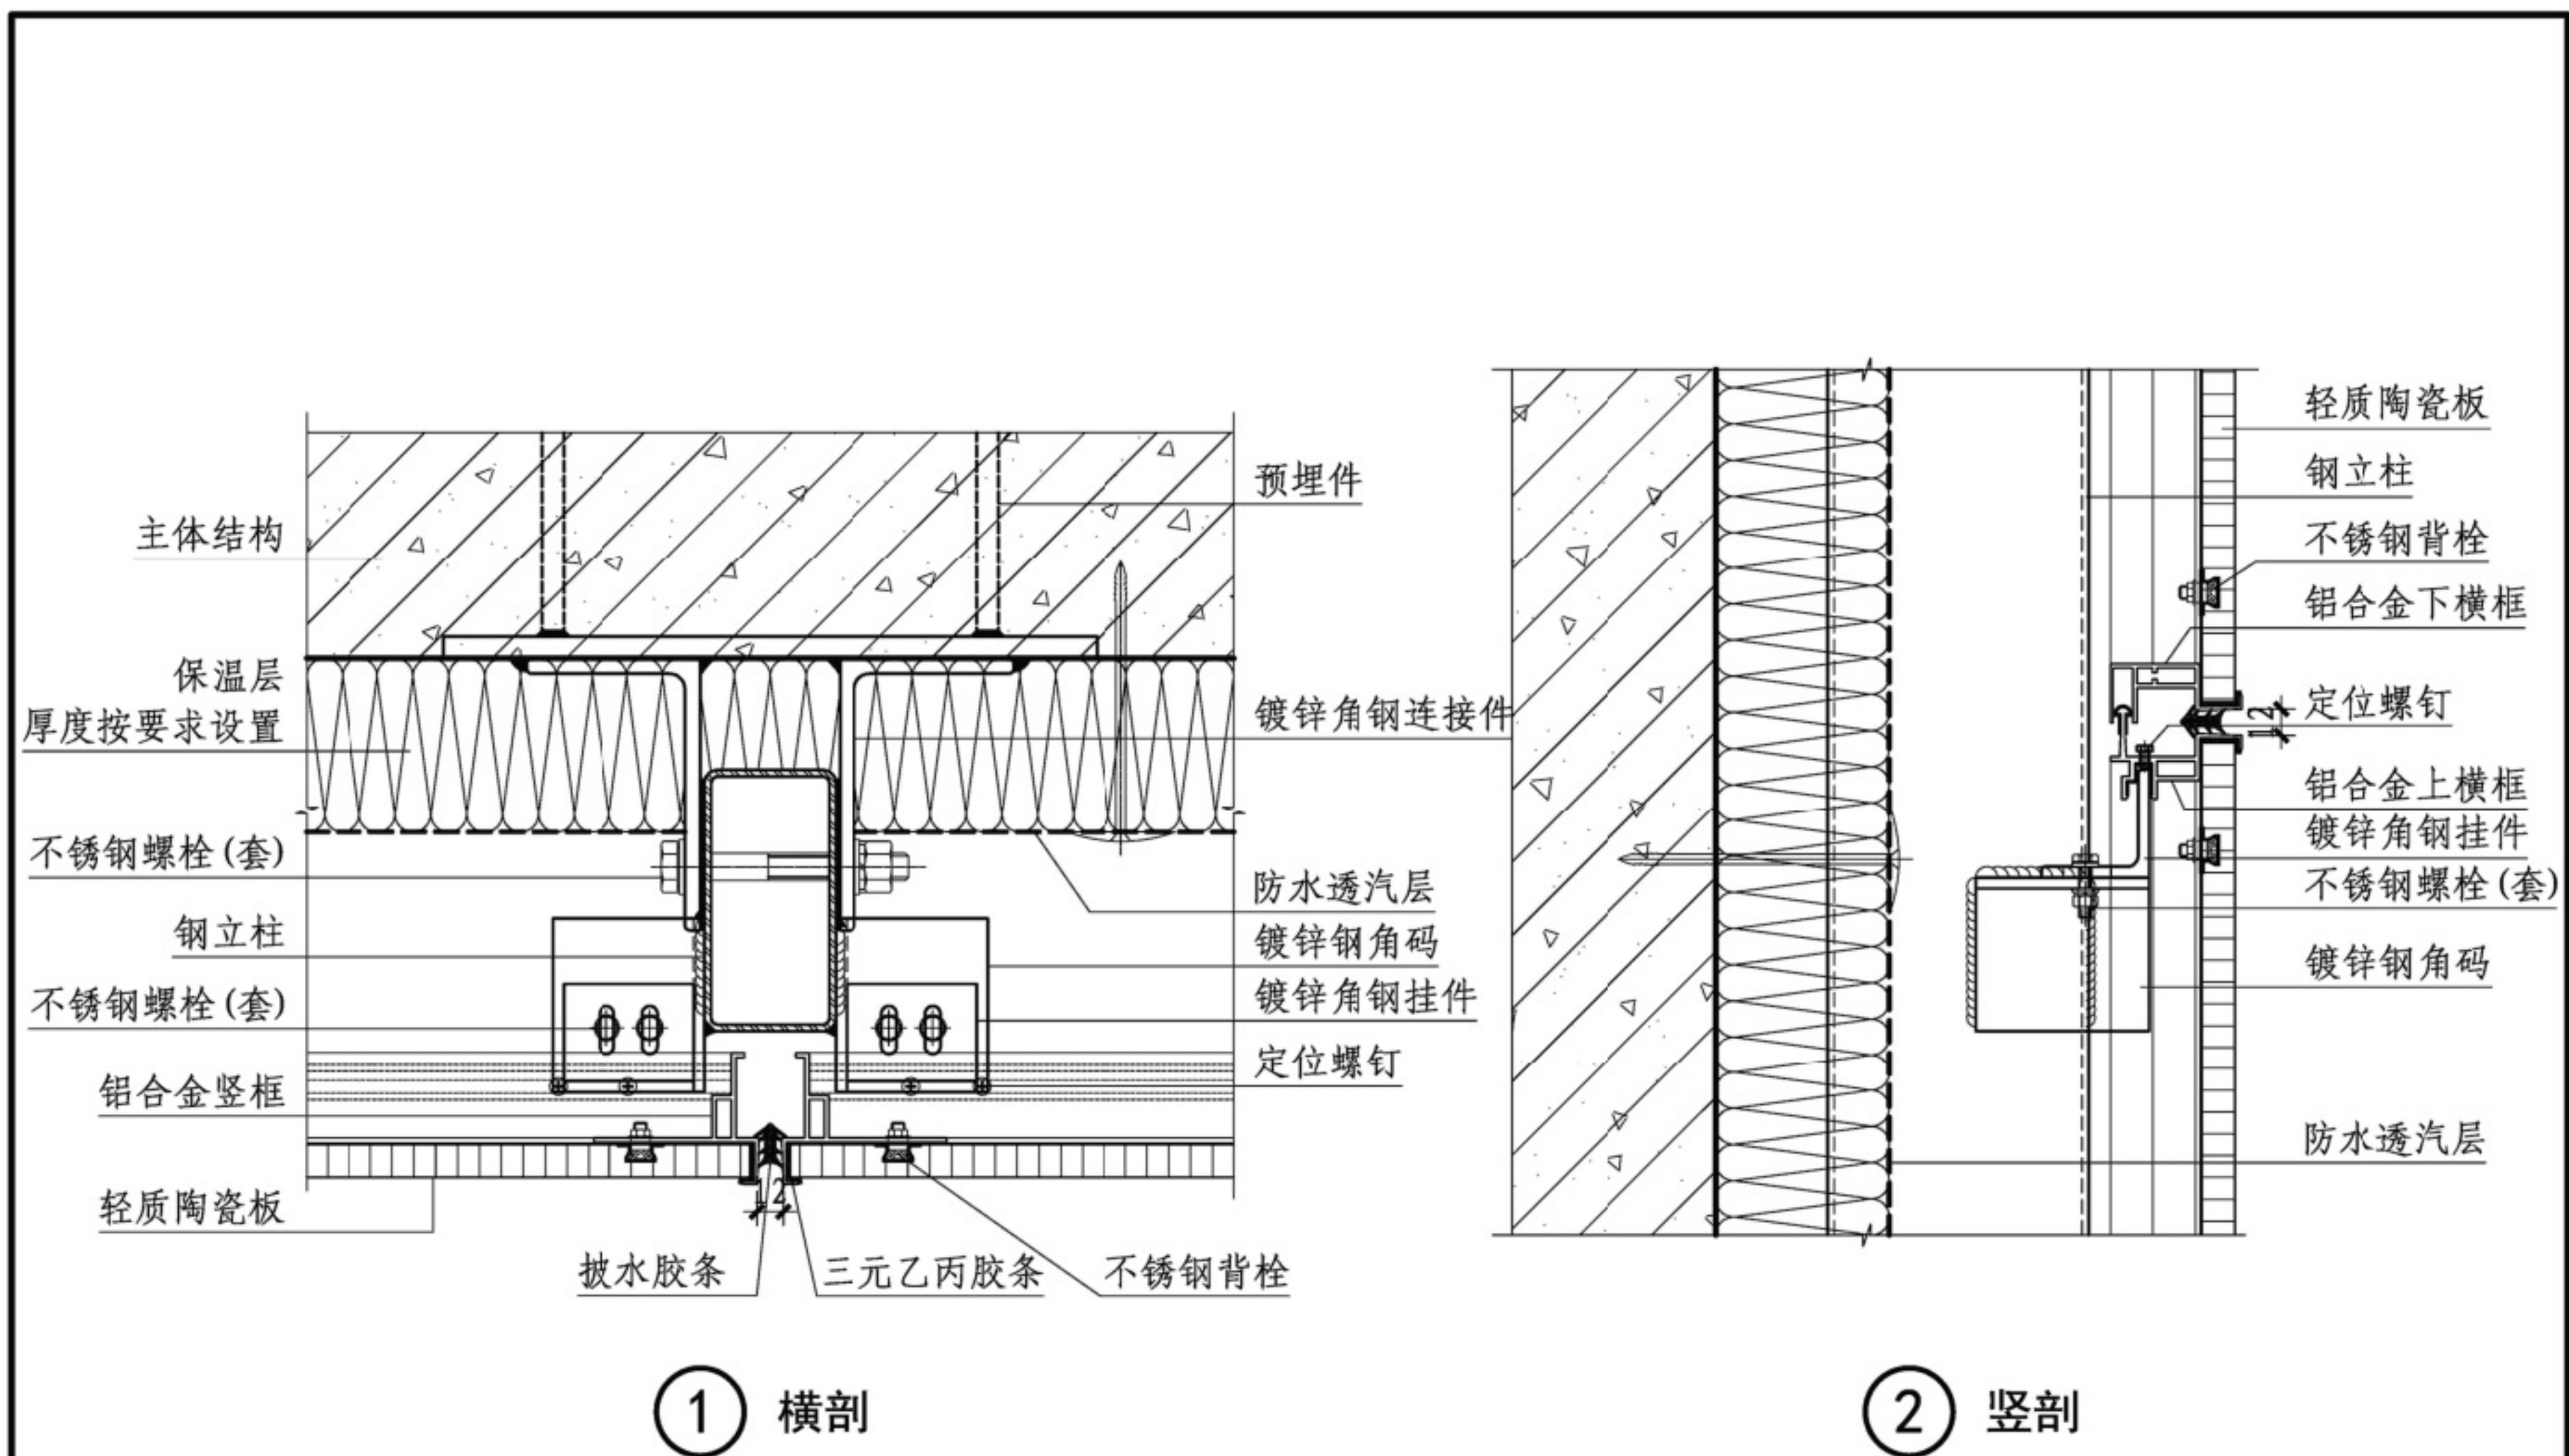 主体结构
保温层
厚度按要求设置
不锈钢螺栓(套)
钢立柱
不锈钢螺栓(套)
铝合金竖框
轻质陶瓷板
披水胶条
三元乙丙胶条
不锈钢背栓
12
预埋件
镀锌角钢连接件
防水透汽层
镀锌钢角码
镀锌角钢挂件
定位螺钉
1 横剖
轻质陶瓷板
钢立柱
不锈钢背栓
铝合金下横框
定位螺钉
12
铝合金上横框
镀锌角钢挂件
不锈钢螺栓(套)
镀锌钢角码
防水透汽层
2 竖剖